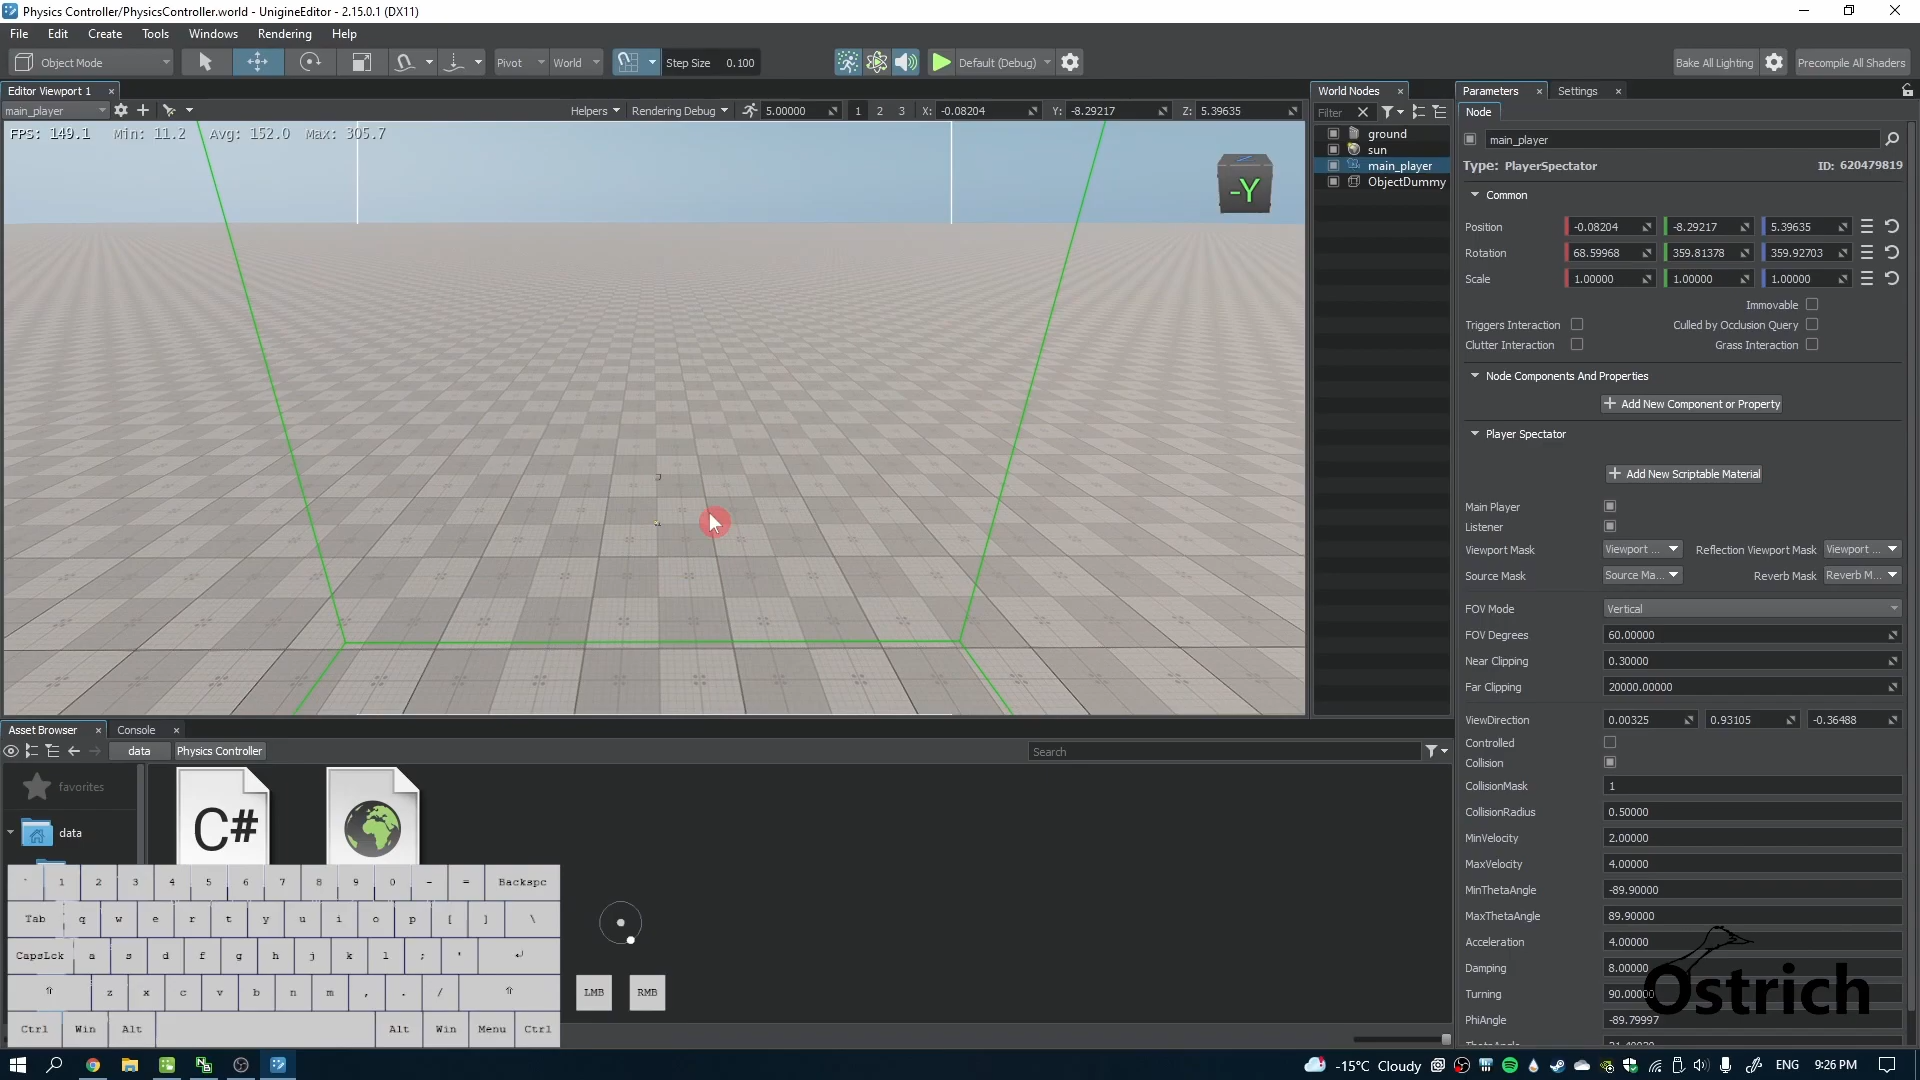 Physics Controller/PhysicsController.world - UnigineEditor - 2.15.0.1 (DX11)
File Edit Create Tools Windows Rendering Help
Object Mode Pivot World Step Size 0.100 Default (Debug) Bake All Lighting Precompile All Shaders
Editor Viewport 1 World Nodes Parameters Settings
main_player Helpers Rendering Debug 5.00000 1 2 3 X: -0.08204 Y: -8.29217 Z: 5.39635 Filter Node
FPS: 149.1 Min: 11.2 Avg: 152.0 Max: 305.7
-Y
ground
sun
main_player
ObjectDummy
main_player
Type: PlayerSpectator ID: 620479819
Common
Position -0.08204 -8.29217 5.39635
Rotation 68.59968 359.81378 359.92703
Scale 1.00000 1.00000 1.00000
Immovable
Triggers Interaction Culled by Occlusion Query
Clutter Interaction Grass Interaction
Node Components And Properties
Add New Component or Property
Player Spectator
Add New Scriptable Material
Main Player
Listener
Viewport Mask Viewport ... Reflection Viewport Mask Viewport ...
Source Mask Source Ma... Reverb Mask Reverb M...
FOV Mode Vertical
FOV Degrees 60.00000
Near Clipping 0.30000
Far Clipping 20000.00000
ViewDirection 0.00325 0.93105 -0.36488
Controlled
Collision
CollisionMask 1
CollisionRadius 0.50000
MinVelocity 2.00000
MaxVelocity 4.00000
MinThetaAngle -89.90000
MaxThetaAngle 89.90000
Acceleration 4.00000
Damping 8.00000
Turning 90.00000
PhiAngle -89.79997
Ostrich
Asset Browser Console
data Physics Controller Search
favorites
data
C#
` 1 2 3 4 5 6 7 8 9 0 - = Backspc
Tab q w e r t y u i o p [ ] \
CapsLck a s d f g h j k l ; ' ↵
⇧ z x c v b n m , . / ⇧
Ctrl Win Alt Alt Win Menu Ctrl
LMB RMB
-15°C Cloudy ENG 9:26 PM